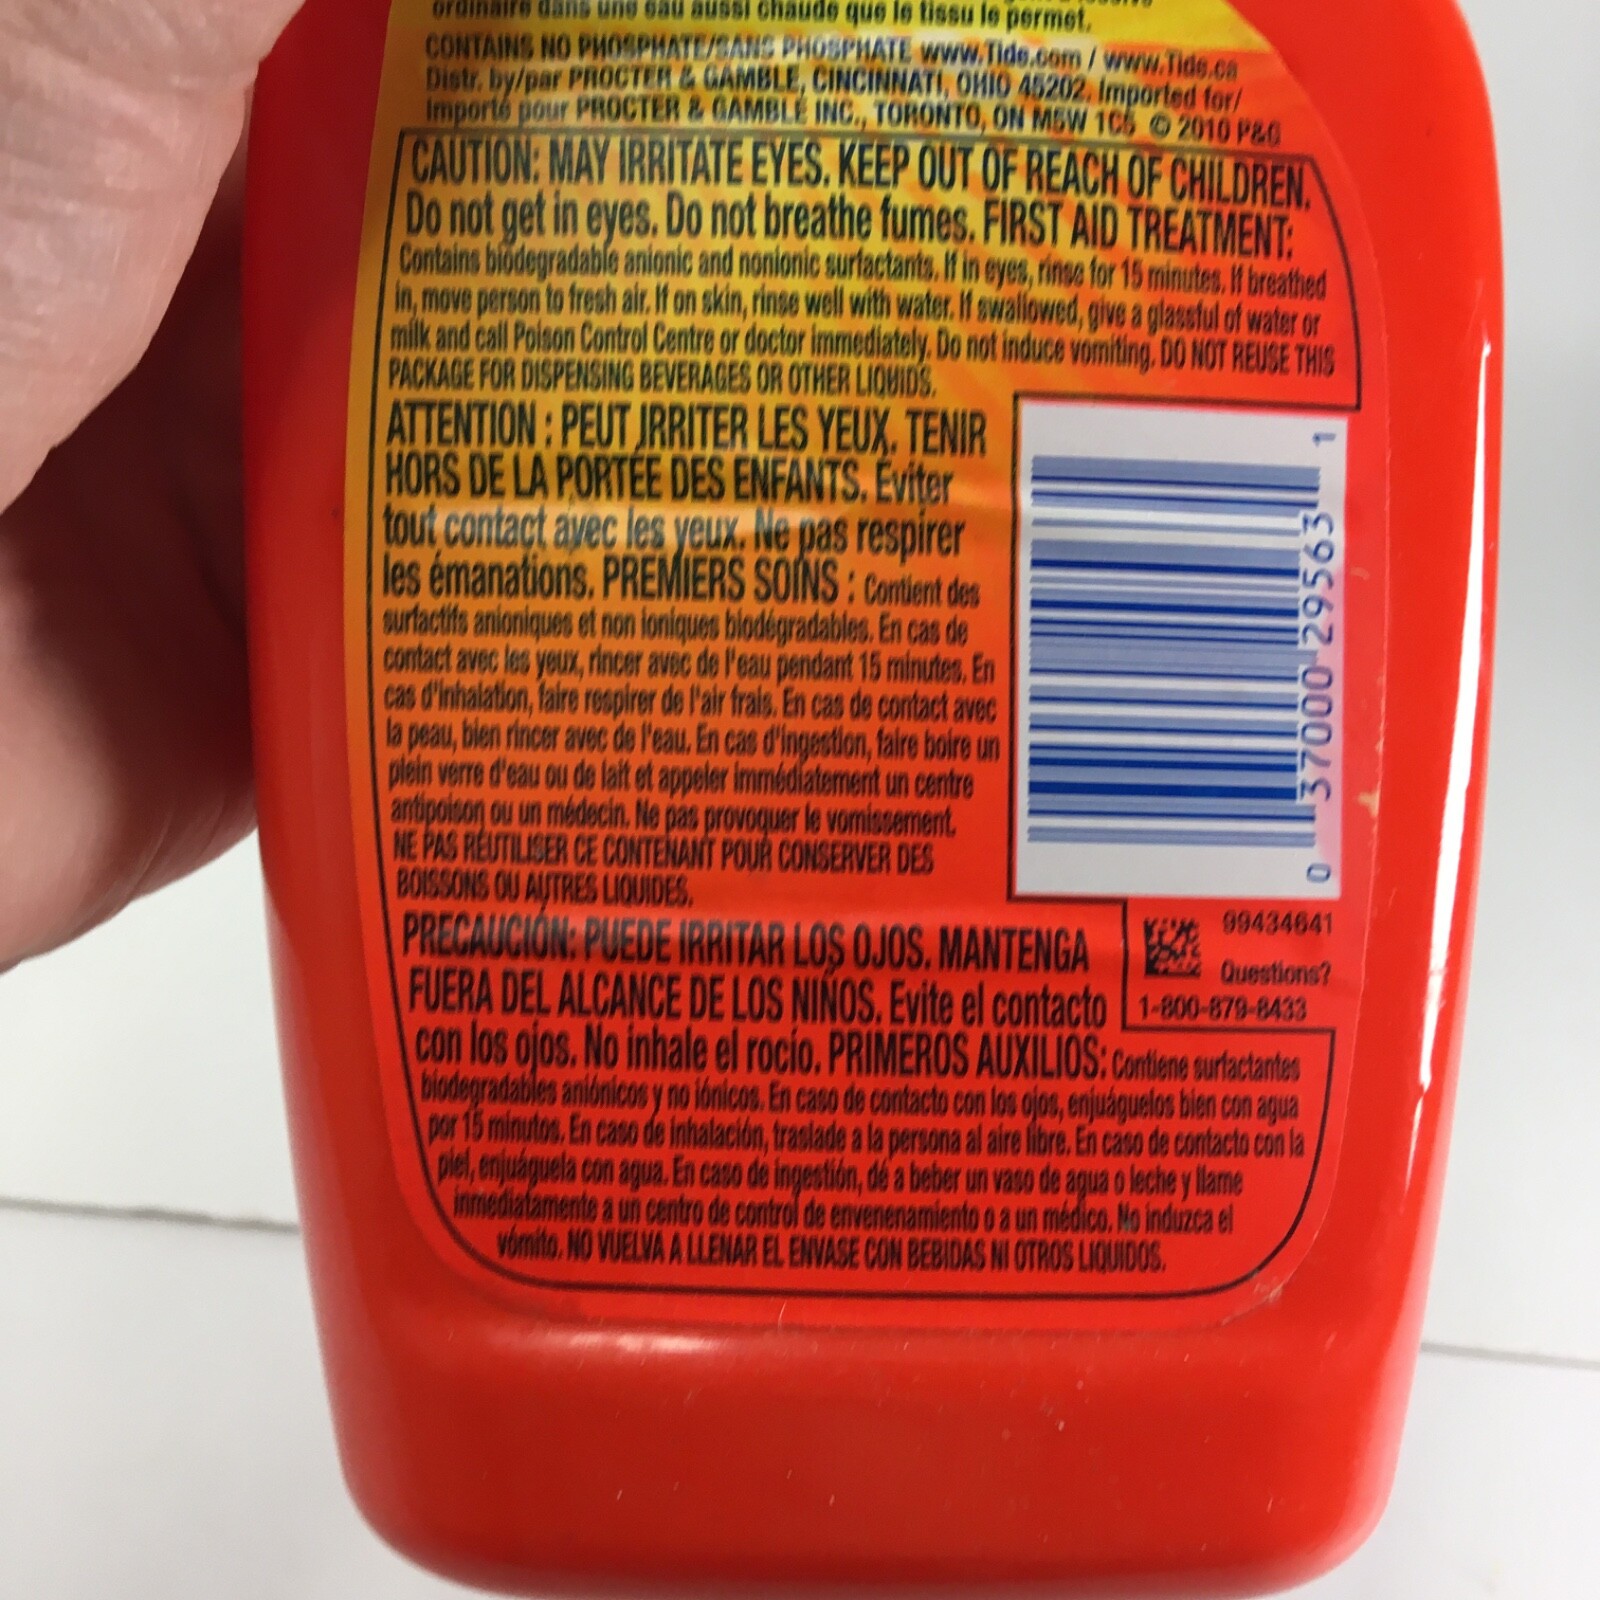 ordinaire dans une eau aussi chaude que le tissu le permet.
CONTAINS NO PHOSPHATE/SANS PHOSPHATE www.Tide.com / www.Tide.ca
Distr. by/par PROCTER & GAMBLE, CINCINNATI, OHIO 45202, Imported for/
Importé pour PROCTER & GAMBLE INC., TORONTO, ON M5W 1C5 © 2010 P&G
CAUTION: MAY IRRITATE EYES. KEEP OUT OF REACH OF CHILDREN.
Do not get in eyes. Do not breathe fumes. FIRST AID TREATMENT:
Contains biodegradable anionic and nonionic surfactants. If in eyes, rinse for 15 minutes. If breathed
in, move person to fresh air. If on skin, rinse well with water. If swallowed, give a glassful of water or
milk and call Poison Control Centre or doctor immediately. Do not induce vomiting. DO NOT REUSE THIS
PACKAGE FOR DISPENSING BEVERAGES OR OTHER LIQUIDS.
ATTENTION : PEUT IRRITER LES YEUX. TENIR
HORS DE LA PORTÉE DES ENFANTS. Éviter
tout contact avec les yeux. Ne pas respirer
les émanations. PREMIERS SOINS : Contient des
surfactifs anioniques et non ioniques biodégradables. En cas de
contact avec les yeux, rincer avec de l'eau pendant 15 minutes. En
cas d'inhalation, faire respirer de l'air frais. En cas de contact avec
la peau, bien rincer avec de l'eau. En cas d'ingestion, faire boire un
plein verre d'eau ou de lait et appeler immédiatement un centre
antipoison ou un médecin. Ne pas provoquer le vomissement.
NE PAS RÉUTILISER CE CONTENANT POUR CONSERVER DES
BOISSONS OU AUTRES LIQUIDES.
0 37000 29563 1
99434641
Questions?
1-800-879-8433
PRECAUCIÓN: PUEDE IRRITAR LOS OJOS. MANTENGA
FUERA DEL ALCANCE DE LOS NIÑOS. Evite el contacto
con los ojos. No inhale el rocío. PRIMEROS AUXILIOS: Contiene surfactantes
biodegradables aniónicos y no iónicos. En caso de contacto con los ojos, enjuáguelos bien con agua
por 15 minutos. En caso de inhalación, traslade a la persona al aire libre. En caso de contacto con la
piel, enjuáguela con agua. En caso de ingestión, dé a beber un vaso de agua o leche y llame
inmediatamente a un centro de control de envenenamiento o a un médico. No induzca el
vómito. NO VUELVA A LLENAR EL ENVASE CON BEBIDAS NI OTROS LIQUIDOS.